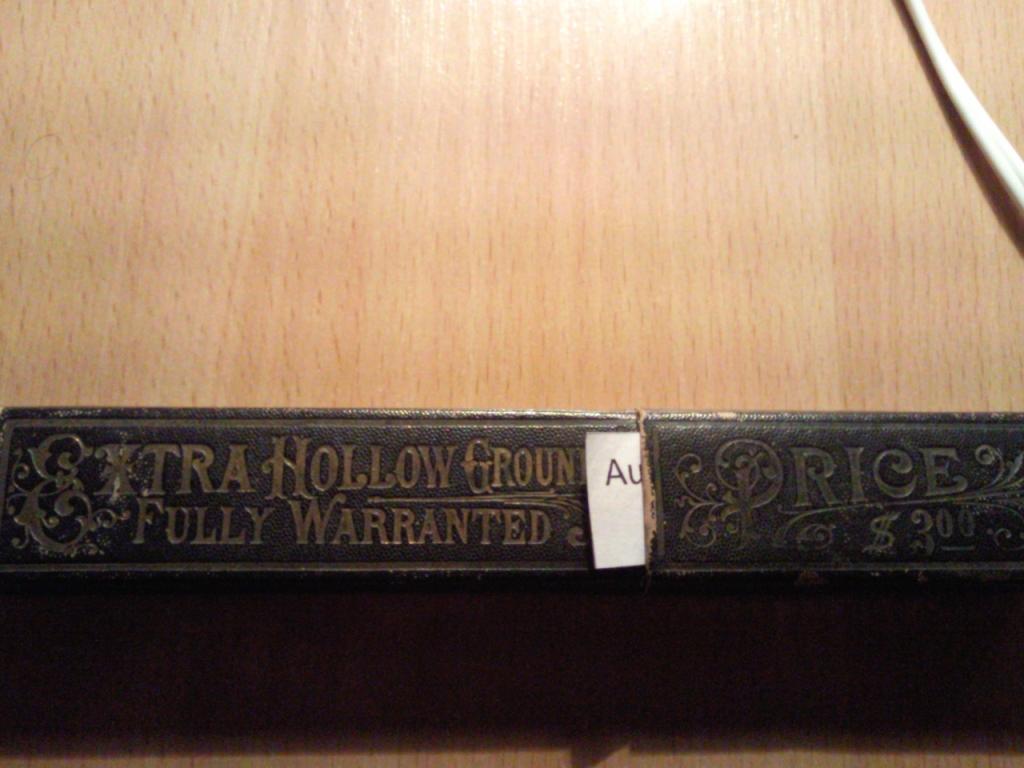 EXTRA HOLLOW GROUN
FULLY WARRANTED
Au
PRICE
$300